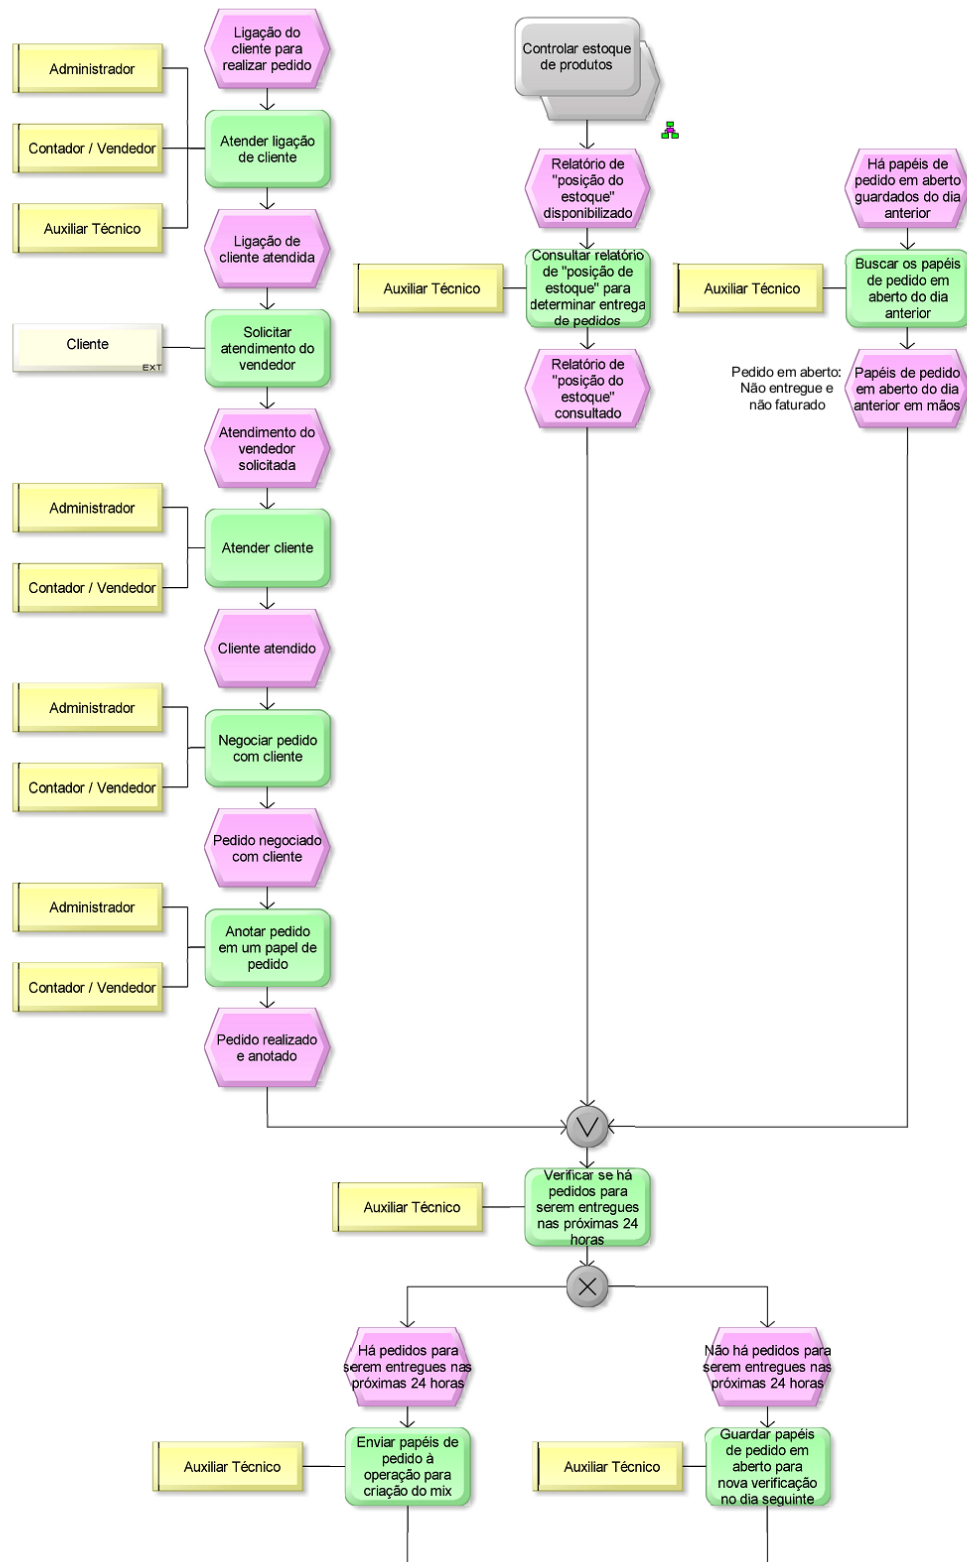 Ligação do
cliente para
realizar pedido
Administrador
Atender ligação
de cliente
Contador / Vendedor
Auxiliar Técnico
Ligação de
cliente atendida
Solicitar
atendimento do
vendedor
Cliente
EXT
Atendimento do
vendedor
solicitada
Administrador
Atender cliente
Contador / Vendedor
Cliente atendido
Administrador
Negociar pedido
com cliente
Contador / Vendedor
Pedido negociado
com cliente
Administrador
Anotar pedido
em um papel de
pedido
Contador / Vendedor
Pedido realizado
e anotado
Controlar estoque
de produtos
Relatório de
"posição do
estoque"
disponibilizado
Consultar relatório
de "posição de
estoque" para
determinar entrega
de pedidos
Auxiliar Técnico
Relatório de
"posição do
estoque"
consultado
Há papéis de
pedido em aberto
guardados do dia
anterior
Auxiliar Técnico
Buscar os papéis
de pedido em
aberto do dia
anterior
Pedido em aberto:
Não entregue e
não faturado
Papéis de pedido
em aberto do dia
anterior em mãos
Verificar se há
pedidos para
serem entregues
nas próximas 24
horas
Auxiliar Técnico
Há pedidos para
serem entregues nas
próximas 24 horas
Não há pedidos para
serem entregues nas
próximas 24 horas
Auxiliar Técnico
Enviar papéis de
pedido à
operação para
criação do mix
Auxiliar Técnico
Guardar papéis
de pedido em
aberto para
nova verificação
no dia seguinte